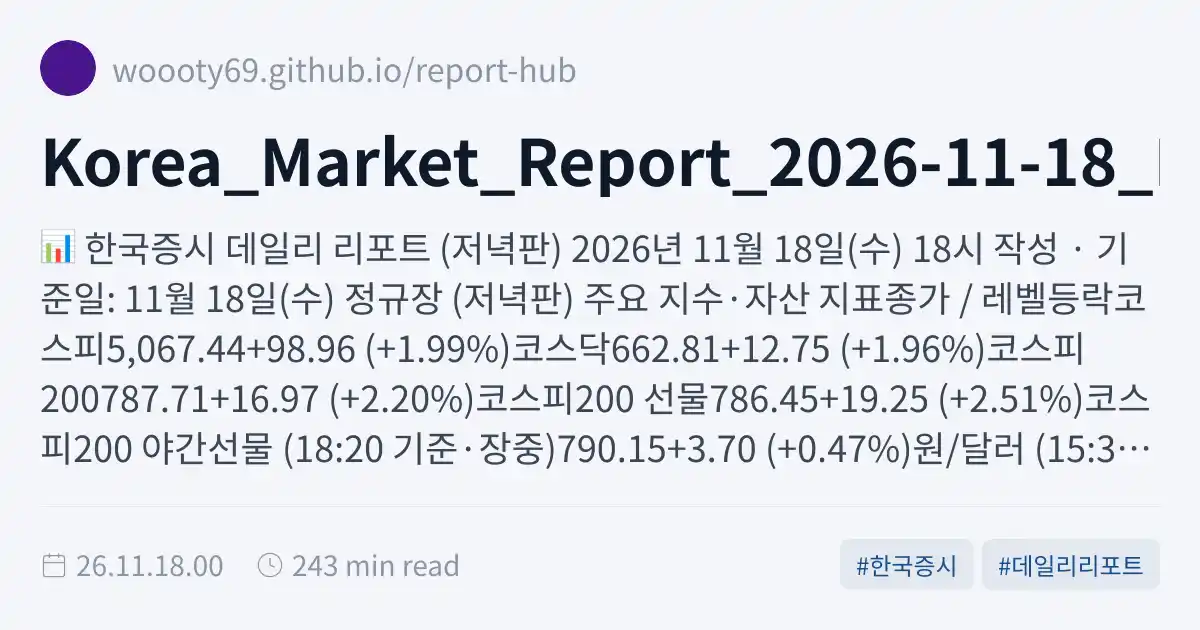 woooty69.github.io/report-hub
Korea_Market_Report_2026-11-18_
📊 한국증시 데일리 리포트 (저녁판) 2026년 11월 18일(수) 18시 작성 · 기
준일: 11월 18일(수) 정규장 (저녁판) 주요 지수·자산 지표종가 / 레벨등락코
스피5,067.44+98.96 (+1.99%)코스닥662.81+12.75 (+1.96%)코스피
200787.71+16.97 (+2.20%)코스피200 선물786.45+19.25 (+2.51%)코스
피200 야간선물 (18:20 기준·장중)790.15+3.70 (+0.47%)원/달러 (15:3…
26.11.18.00
243 min read
#한국증시
#데일리리포트